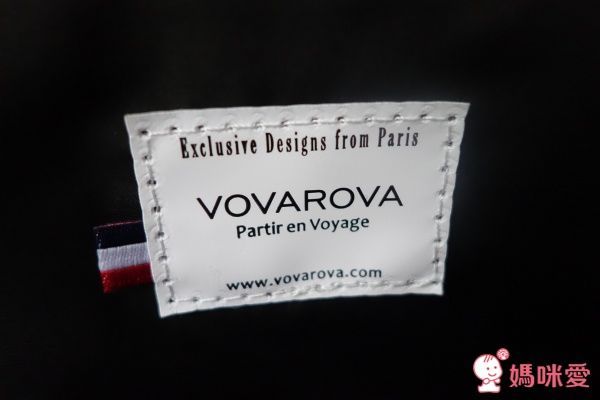 Exclusive Designs from Paris
VOVAROVA
Partir en Voyage
www.vovarova.com
媽咪愛